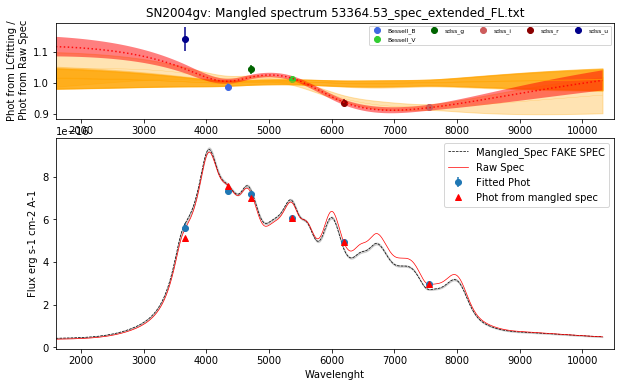 SN2004gv: Mangled spectrum 53364.53_spec_extended_FL.txt
Phot from LCfitting /
Phot from Raw Spec
1.1
1.0
0.9
Bessell_B
sdss_g
sdss_i
sdss_r
sdss_u
Bessell_V
2000 3000 4000 5000 6000 7000 8000 9000 10000
1e−16
Flux erg s-1 cm-2 A-1
8
6
4
2
0
Mangled_Spec FAKE SPEC
Raw Spec
Fitted Phot
Phot from mangled spec
2000 3000 4000 5000 6000 7000 8000 9000 10000
Wavelenght